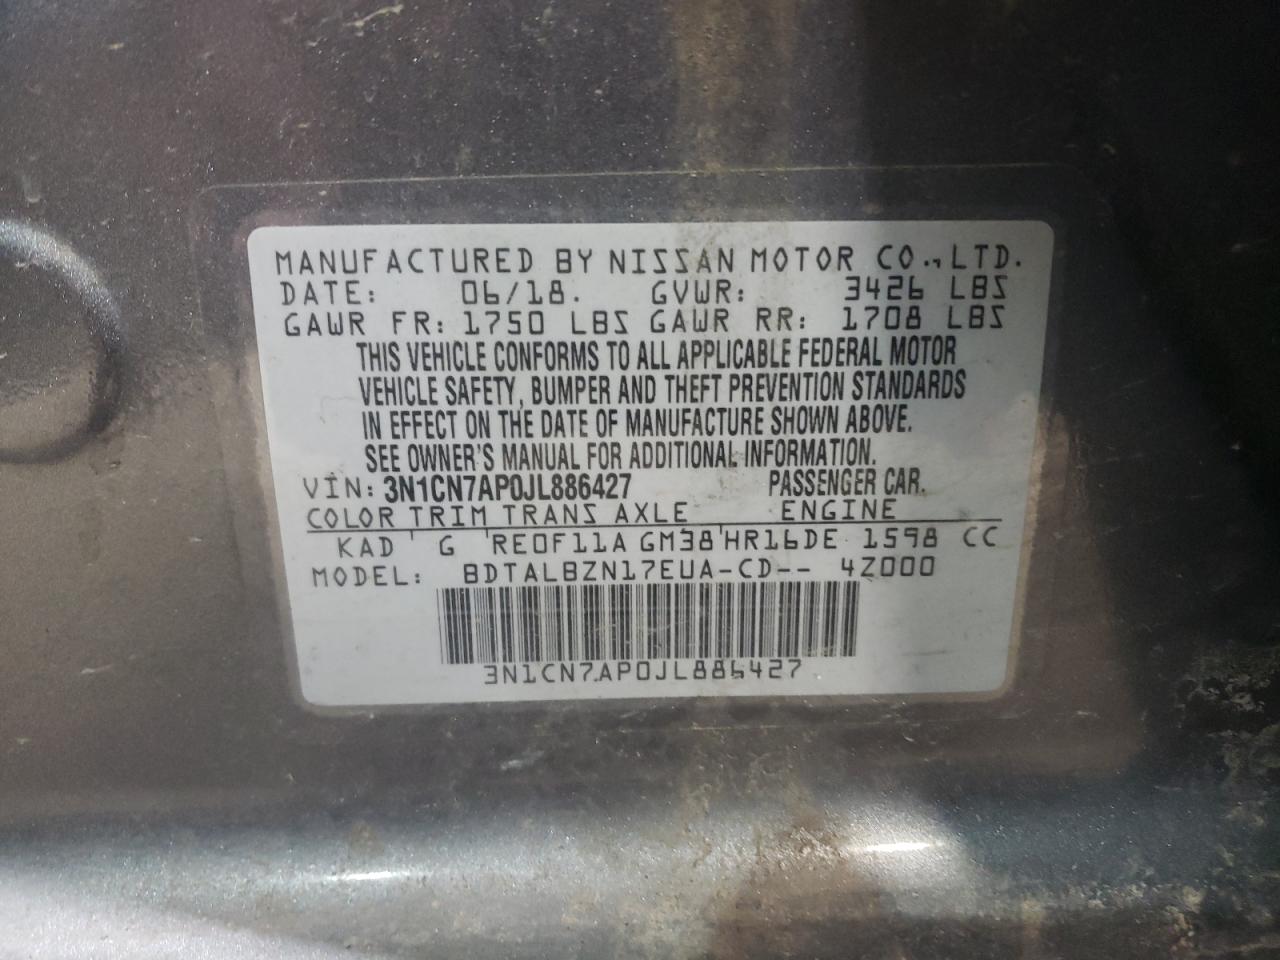 MANUFACTURED BY NISSAN MOTOR CO., LTD.
DATE: 06/18. GVWR: 3426 LBS
GAWR FR: 1750 LBS GAWR RR: 1708 LBS
THIS VEHICLE CONFORMS TO ALL APPLICABLE FEDERAL MOTOR
VEHICLE SAFETY, BUMPER AND THEFT PREVENTION STANDARDS
IN EFFECT ON THE DATE OF MANUFACTURE SHOWN ABOVE.
SEE OWNER'S MANUAL FOR ADDITIONAL INFORMATION.
VIN: 3N1CN7AP0JL886427 PASSENGER CAR.
COLOR TRIM TRANS AXLE ENGINE
KAD ' G 'RE0F11A GM38'HR16DE 1598 CC
MODEL: BDTALBZN17EUA-CD-- 4Z000
3N1CN7AP0JL886427